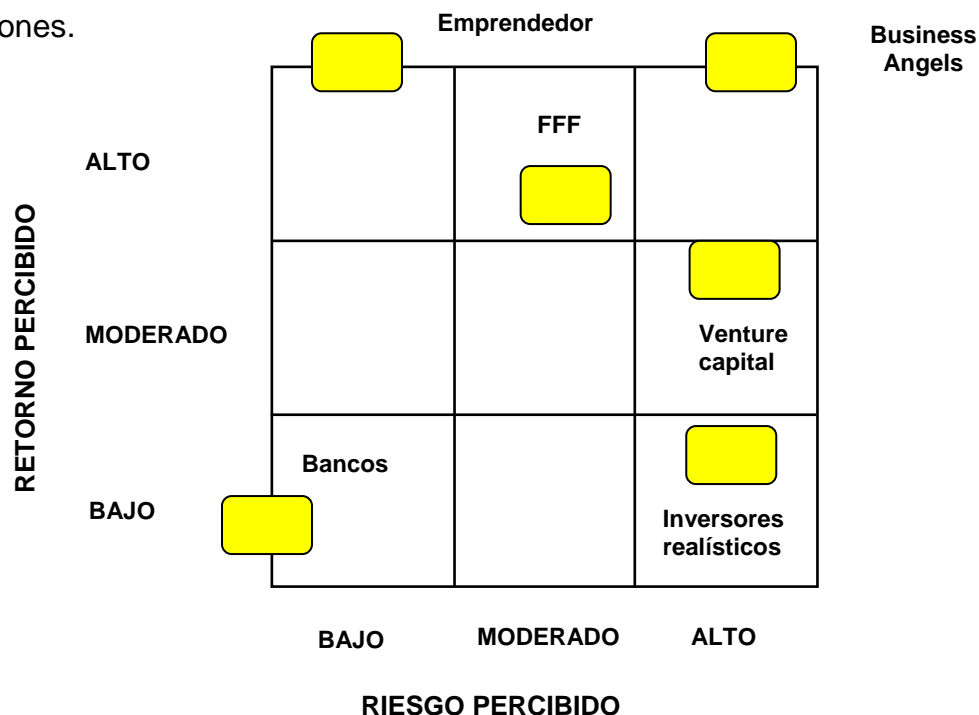 ones.
Emprendedor
Business
Angels
FFF
ALTO
RETORNO PERCIBIDO
MODERADO
Venture
capital
Bancos
BAJO
Inversores
realísticos
BAJO
MODERADO
ALTO
RIESGO PERCIBIDO